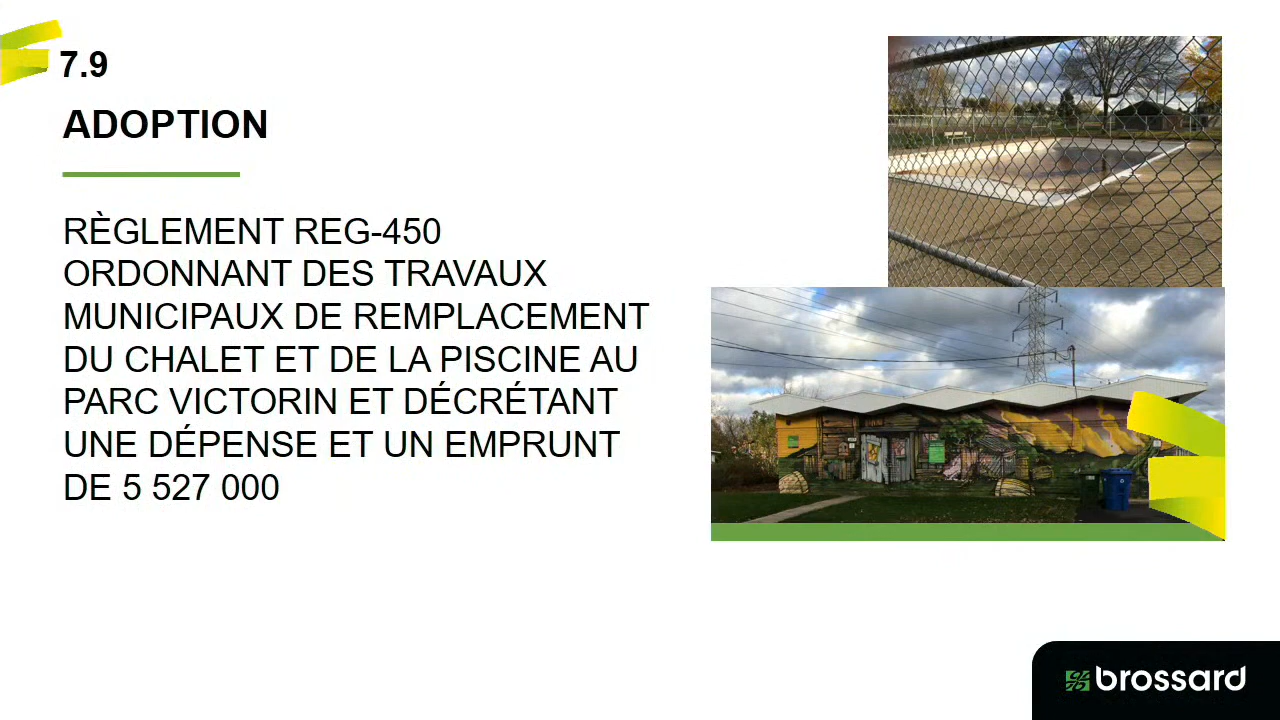 7.9
ADOPTION
RÈGLEMENT REG-450
ORDONNANT DES TRAVAUX
MUNICIPAUX DE REMPLACEMENT
DU CHALET ET DE LA PISCINE AU
PARC VICTORIN ET DÉCRÉTANT
UNE DÉPENSE ET UN EMPRUNT
DE 5 527 000
brossard